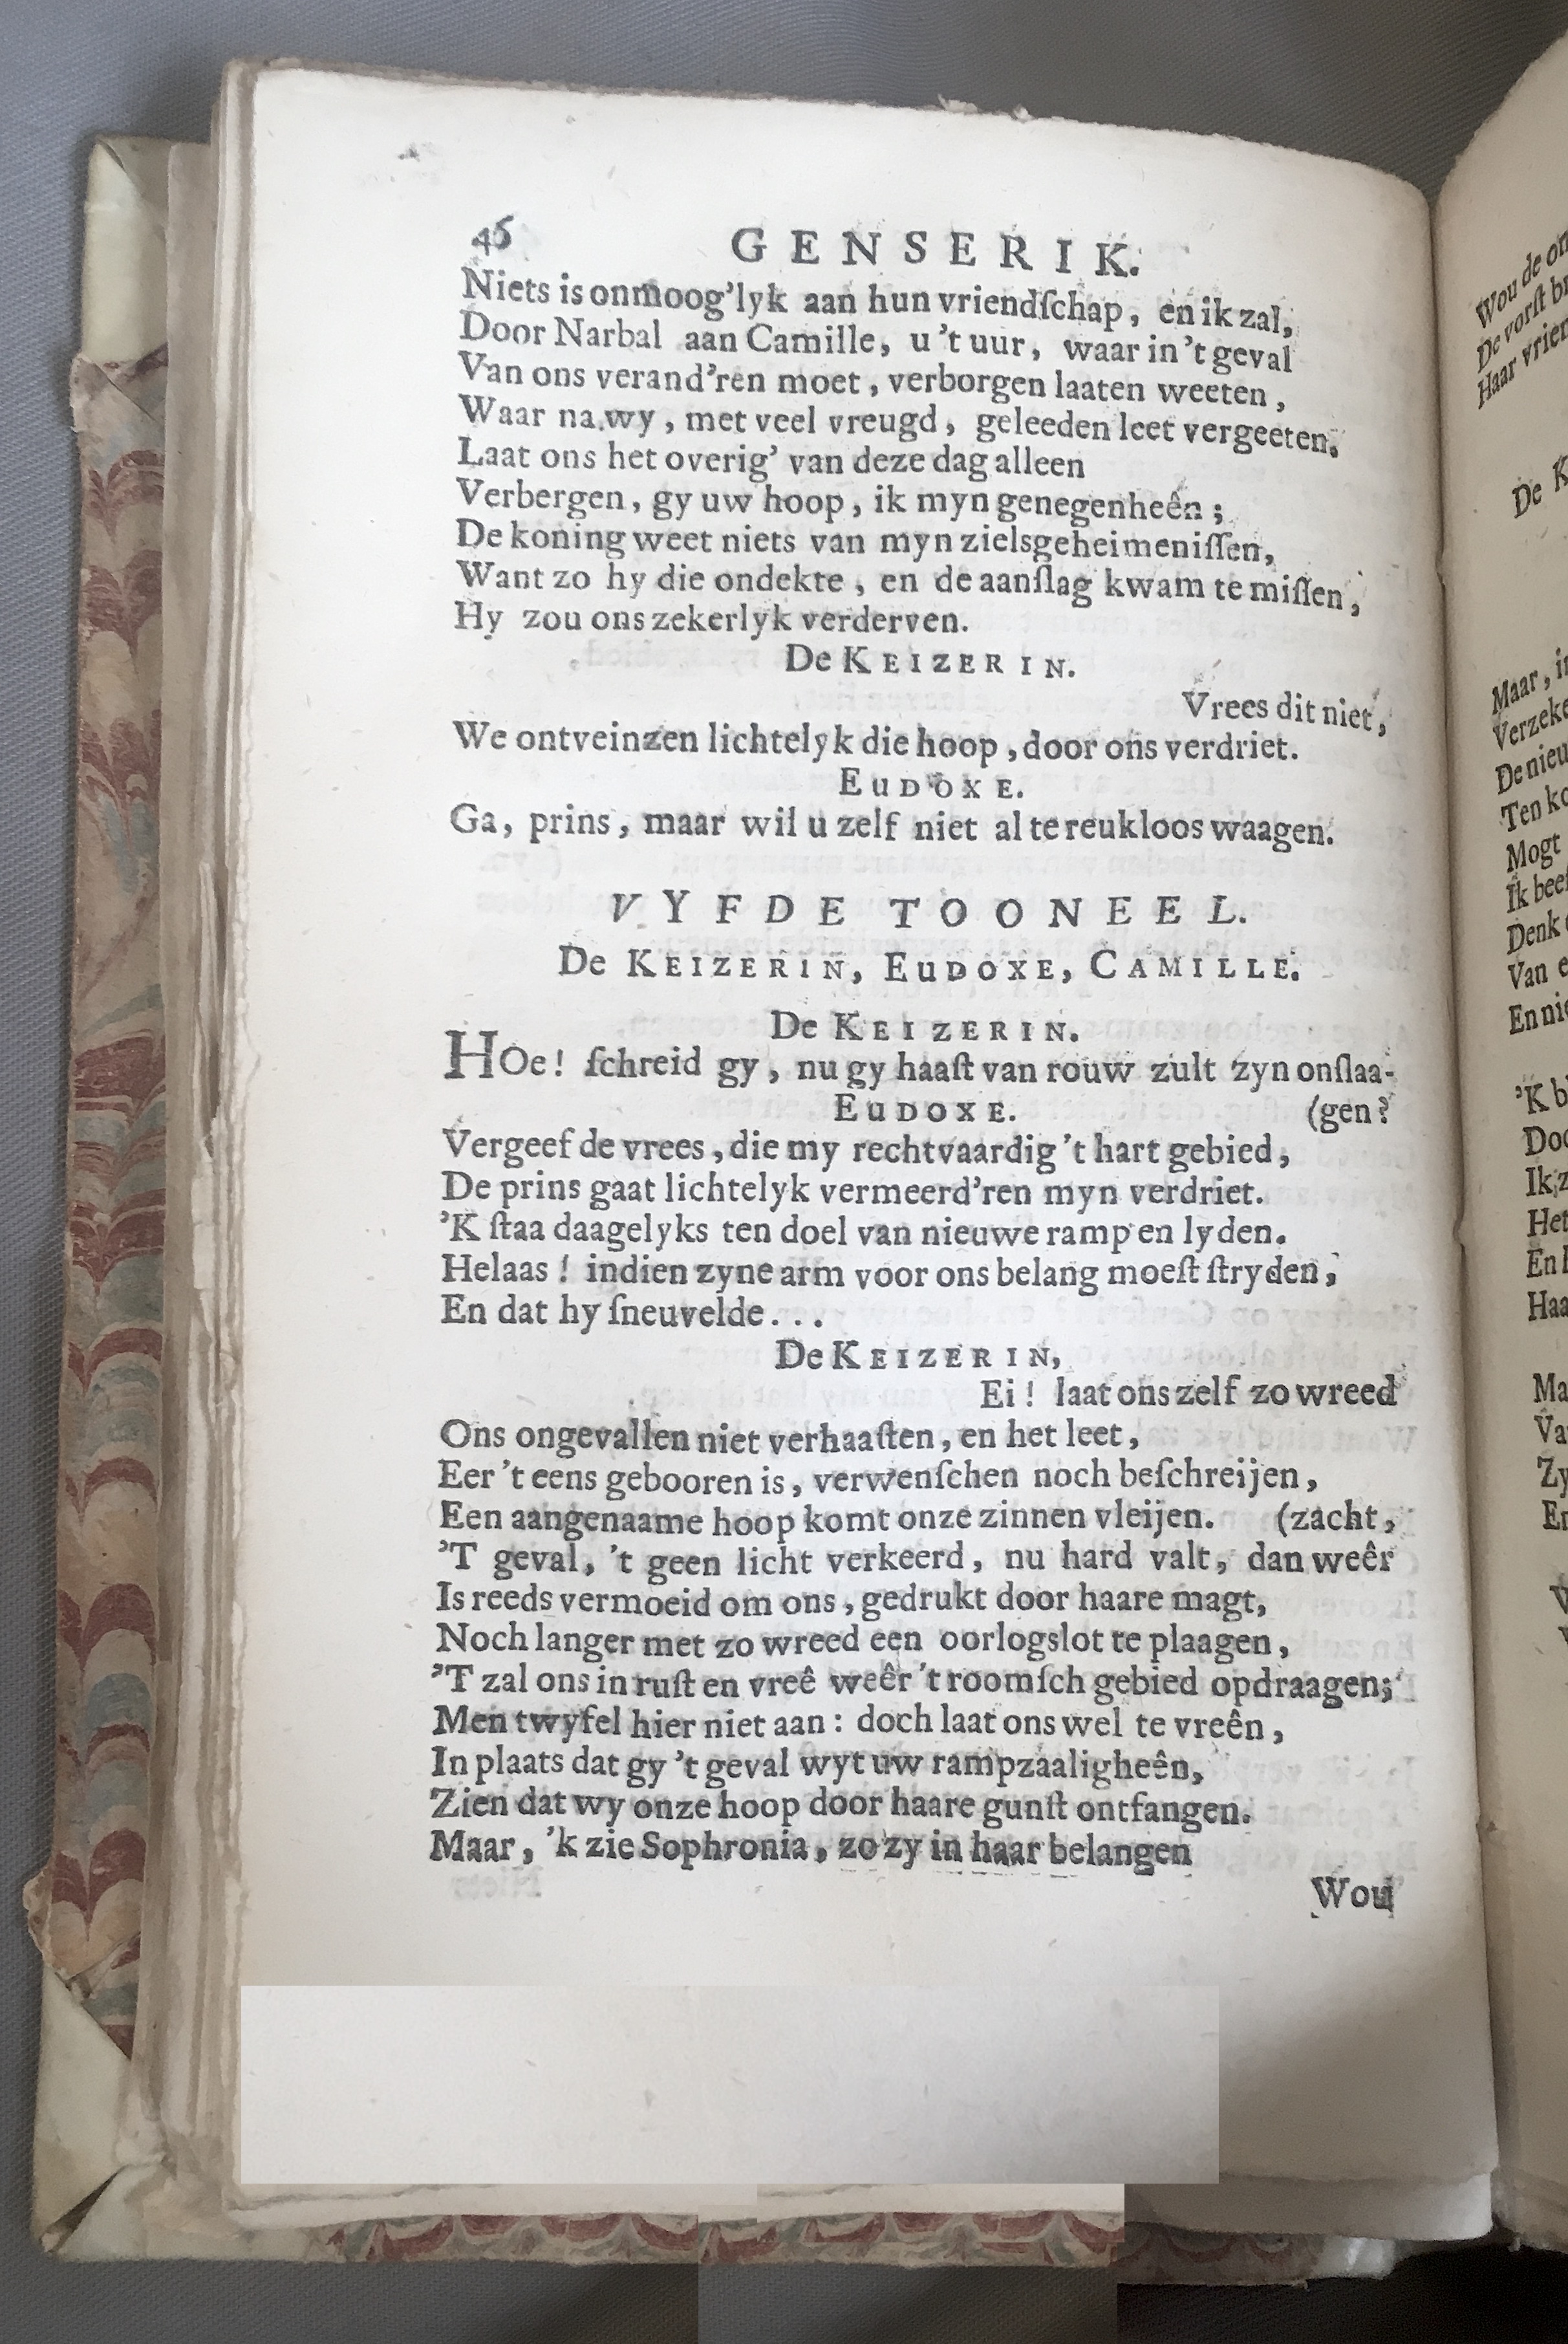 46 GENSERIK.
Niets is onmoog'lyk aan hun vriendſchap, en ik zal,
Door Narbal aan Camille, u 't uur, waar in 't geval
Van ons verand'ren moet, verborgen laaten weeten,
Waar na wy, met veel vreugd, geleeden leet vergeeten.
Laat ons het overig' van deze dag alleen
Verbergen, gy uw hoop, ik myn genegenheên;
De koning weet niets van myn zielsgeheimeniſſen,
Want zo hy die ondekte, en de aanſlag kwam te miſſen,
Hy zou ons zekerlyk verderven.
De KEIZERIN.
Vrees dit niet,
We ontveinzen lichtelyk die hoop, door ons verdriet.
EUDOXE.
Ga, prins, maar wil u zelf niet al te reukloos waagen.
VYFDE TOONEEL.
De KEIZERIN, EUDOXE, CAMILLE.
De KEIZERIN.
HOe! ſchreid gy, nu gy haaſt van rouw zult zyn onſlaa-
EUDOXE. (gen?
Vergeef de vrees, die my rechtvaardig 't hart gebied,
De prins gaat lichtelyk vermeerd'ren myn verdriet.
'K ſtaa daagelyks ten doel van nieuwe ramp en lyden.
Helaas! indien zyne arm voor ons belang moeſt ſtryden,
En dat hy ſneuvelde...
De KEIZERIN,
Ei! laat ons zelf zo wreed
Ons ongevallen niet verhaaſten, en het leet,
Eer 't eens gebooren is, verwenſchen noch beſchreijen,
Een aangenaame hoop komt onze zinnen vleijen. (zacht,
'T geval, 't geen licht verkeerd, nu hard valt, dan weêr
Is reeds vermoeid om ons, gedrukt door haare magt,
Noch langer met zo wreed een oorlogslot te plaagen,
'T zal ons in ruſt en vreê weêr 't roomſch gebied opdraagen;
Men twyfel hier niet aan: doch laat ons wel te vreên,
In plaats dat gy 't geval wyt uw rampzaaligheên,
Zien dat wy onze hoop door haare gunſt ontfangen.
Maar, 'k zie Sophronia, zo zy in haar belangen
Wou
Wou de
De vorſt
Haar
De
Maar,
Mogt
Denk
Van
'K
Het